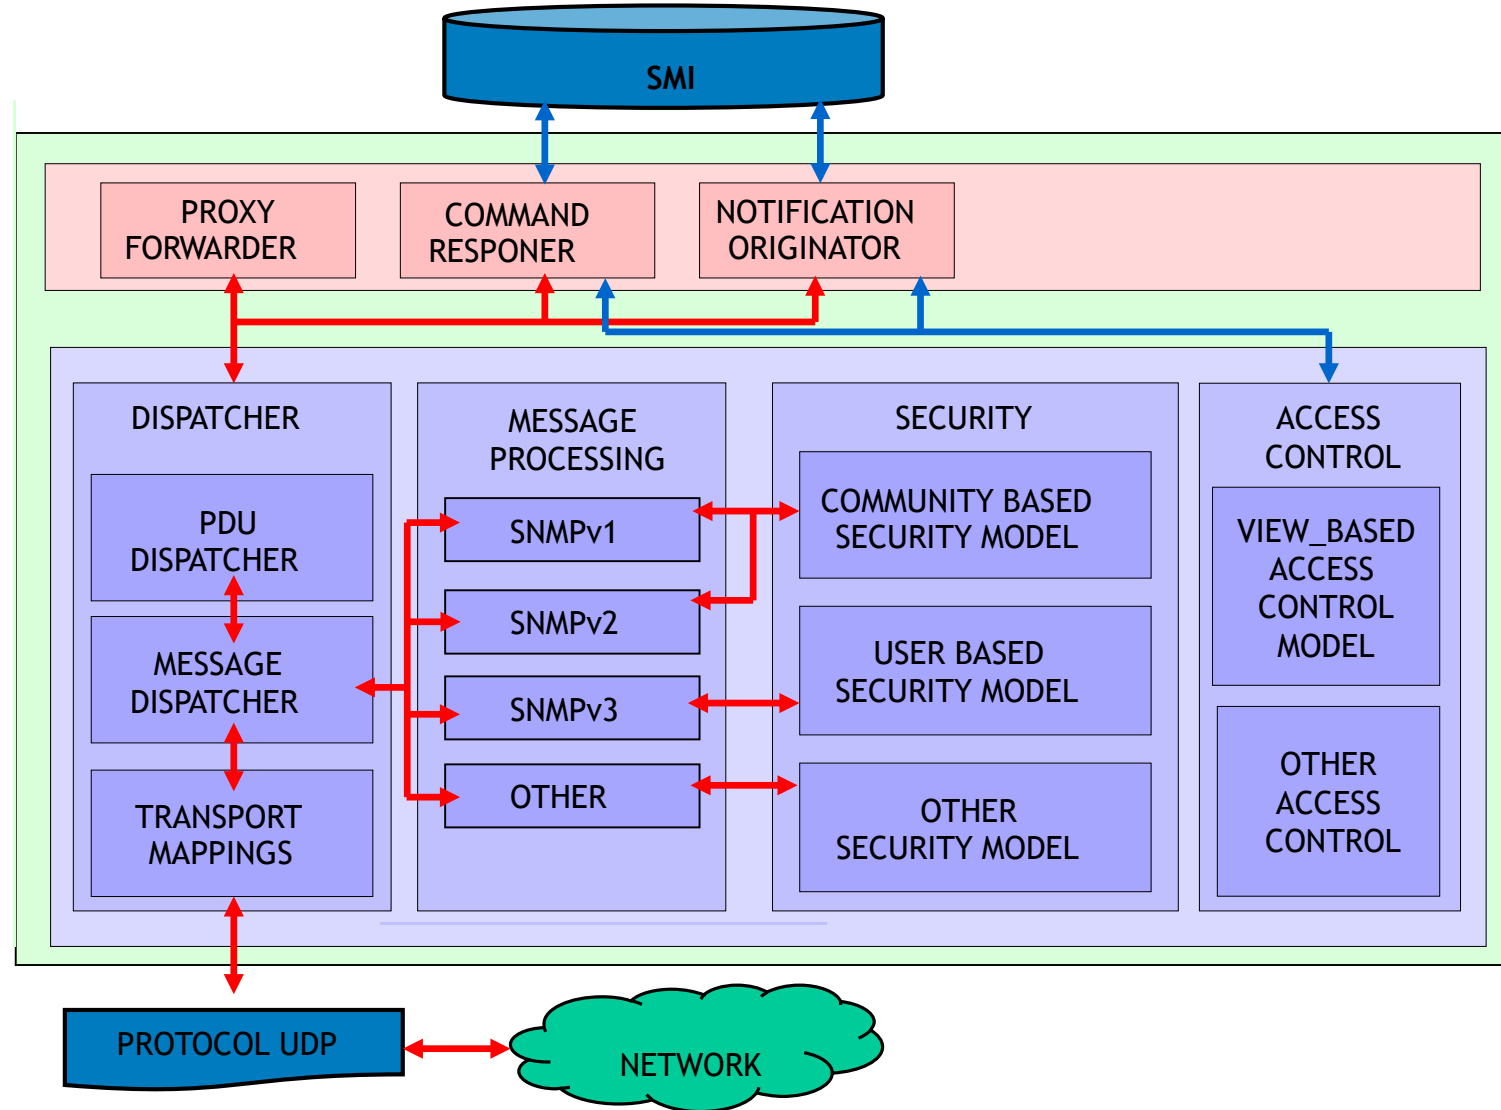 SMI
PROXY
FORWARDER
COMMAND
RESPONER
NOTIFICATION
ORIGINATOR
DISPATCHER
PDU
DISPATCHER
MESSAGE
DISPATCHER
TRANSPORT
MAPPINGS
MESSAGE
PROCESSING
SNMPv1
SNMPv2
SNMPv3
OTHER
SECURITY
COMMUNITY BASED
SECURITY MODEL
USER BASED
SECURITY MODEL
OTHER
SECURITY MODEL
ACCESS
CONTROL
VIEW_BASED
ACCESS
CONTROL
MODEL
OTHER
ACCESS
CONTROL
PROTOCOL UDP
NETWORK